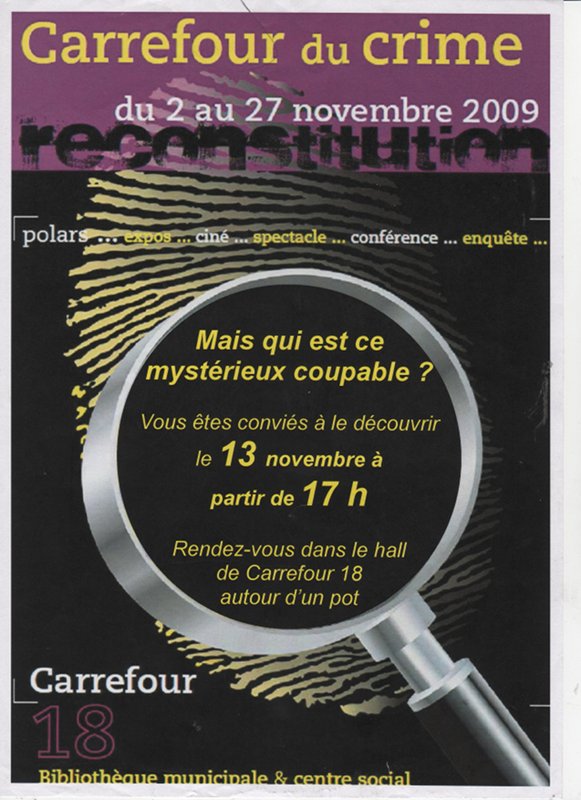 Carrefour du crime
du 2 au 27 novembre 2009
reconstitution
polars ... expos ... ciné ... spectacle ... conférence ... enquête ...
Mais qui est ce
mystérieux coupable ?
Vous êtes conviés à le découvrir
le 13 novembre à
partir de 17 h
Rendez-vous dans le hall
de Carrefour 18
autour d'un pot
Carrefour
18
Bibliothèque municipale & centre social